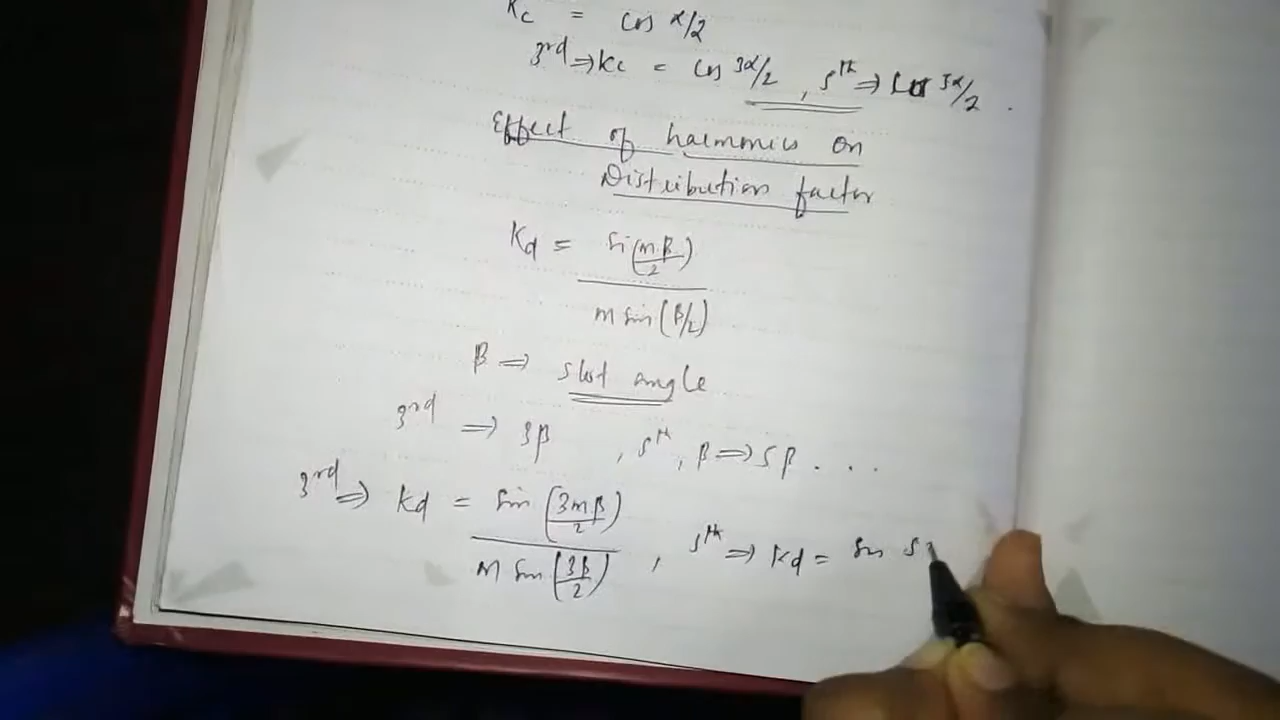 Kc = cos α/2
3rd ⇒ Kc = cos 3α/2 , 5th ⇒ cos 5α/2 .
Effect of harmonics on
Distribution factor
Kd = sin(mβ/2) / m sin(β/2)
β ⇒ slot angle
3rd ⇒ 3β , 5th, β ⇒ 5β . . .
3rd ⇒ Kd = sin(3mβ/2) / m sin(3β/2) , 5th ⇒ Kd = sin 5